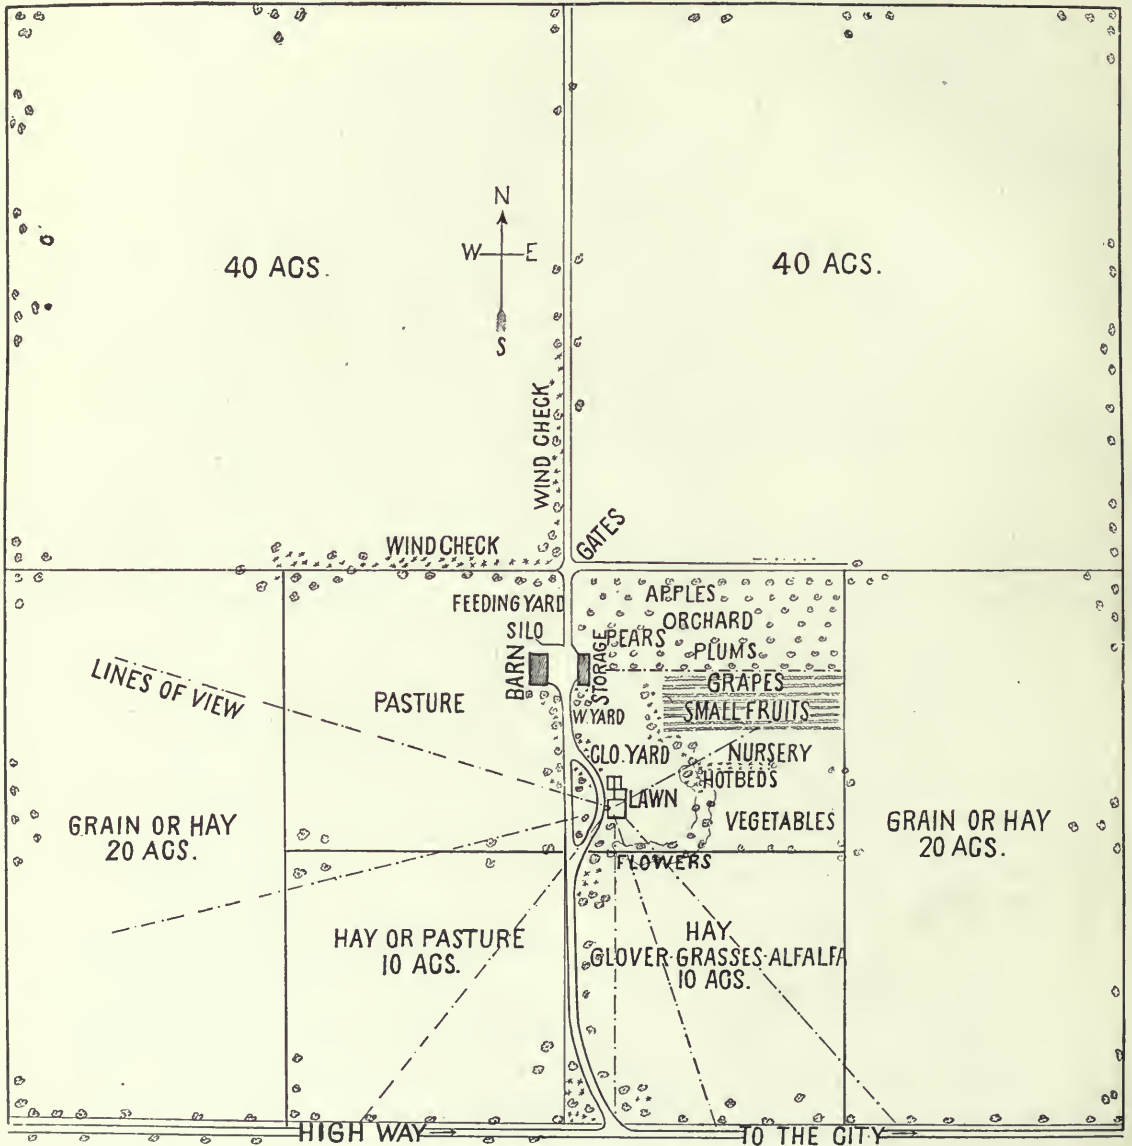 N
W E
S
40 ACS.
40 ACS.
WIND CHECK
GATES
WIND CHECK
FEEDING YARD
APPLES
ORCHARD
SILO
PEARS
PLUMS
BARN
STORAGE
LINES OF VIEW
PASTURE
GRAPES
SMALL FRUITS
W. YARD
CLO. YARD
NURSERY
HOTBEDS
LAWN
VEGETABLES
GRAIN OR HAY
20 ACS.
GRAIN OR HAY
20 ACS.
FLOWERS
HAY OR PASTURE
10 ACS.
HAY
CLOVER-GRASSES-ALFALFA
10 ACS.
HIGH WAY
TO THE CITY